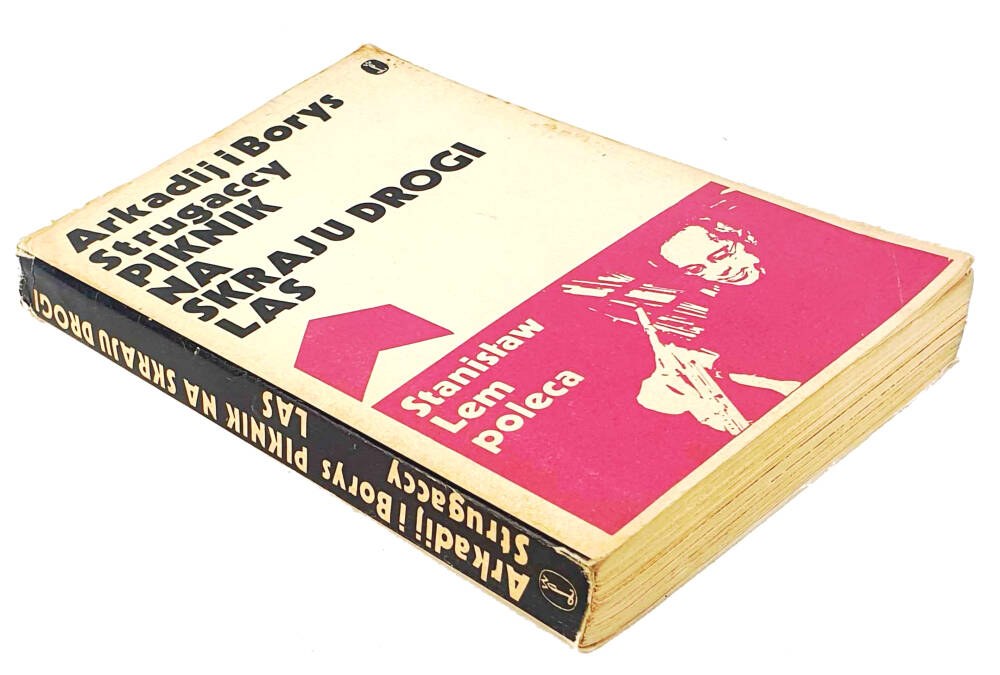 Arkadij i Borys
Strugaccy
PIKNIK
NA
SKRAJU DROGI
LAS
Stanisław
Lem
poleca
Arkadij i Borys PIKNIK NA SKRAJU DROGI
Strugaccy LAS